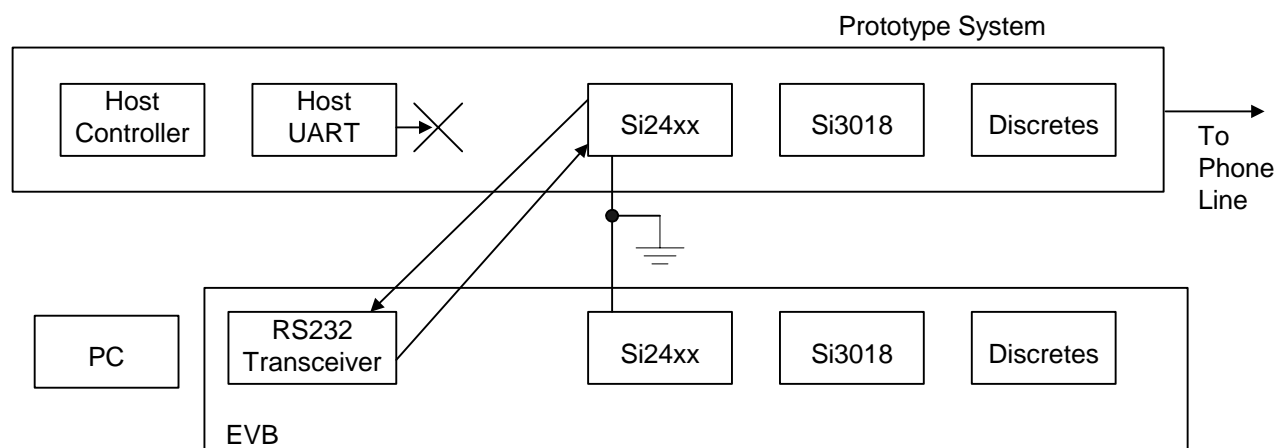 Prototype System
Host
Controller
Host
UART
Si24xx
Si3018
Discretes
To
Phone
Line
PC
RS232
Transceiver
Si24xx
Si3018
Discretes
EVB